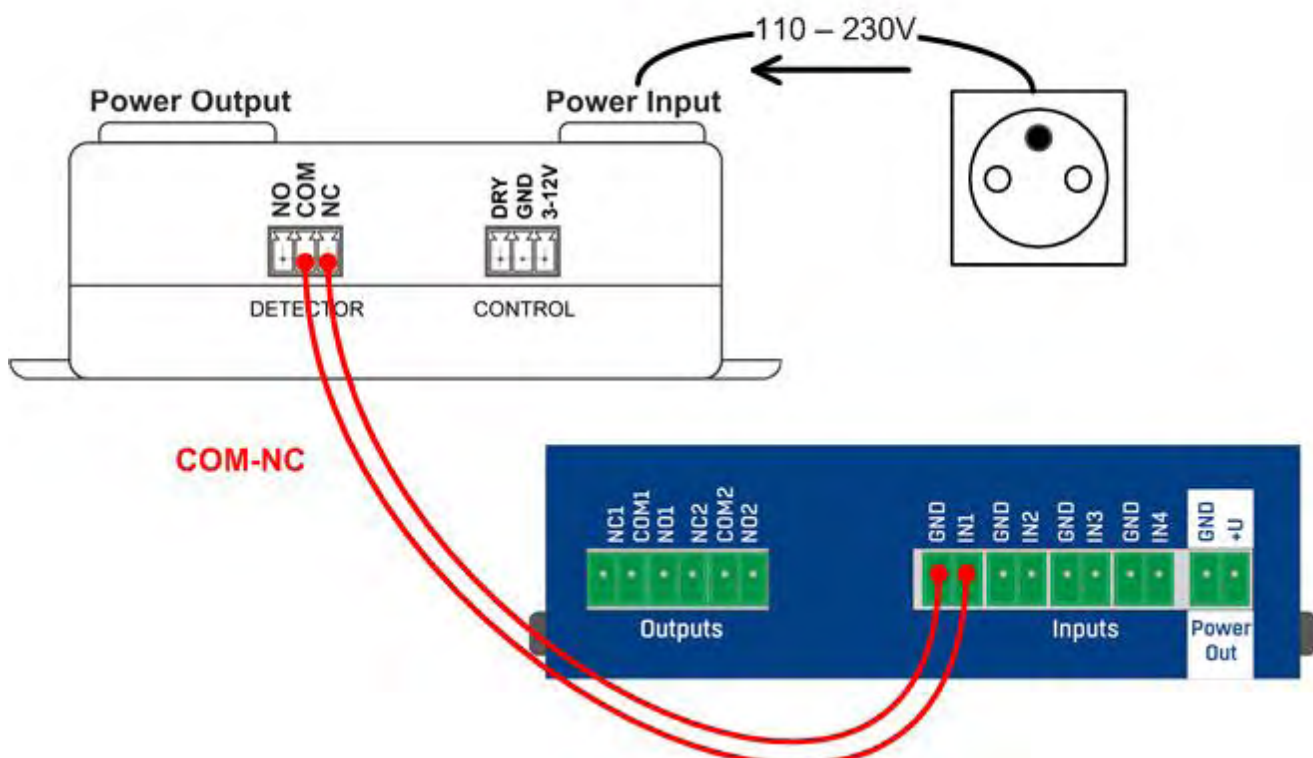 110 – 230V
Power Output
Power Input
NO
COM
NC
DRY
GND
3-12V
DETECTOR
CONTROL
COM-NC
NC1
COM1
NO1
NC2
COM2
NO2
GND
IN1
GND
IN2
GND
IN3
GND
IN4
GND
+U
Outputs
Inputs
Power
Out